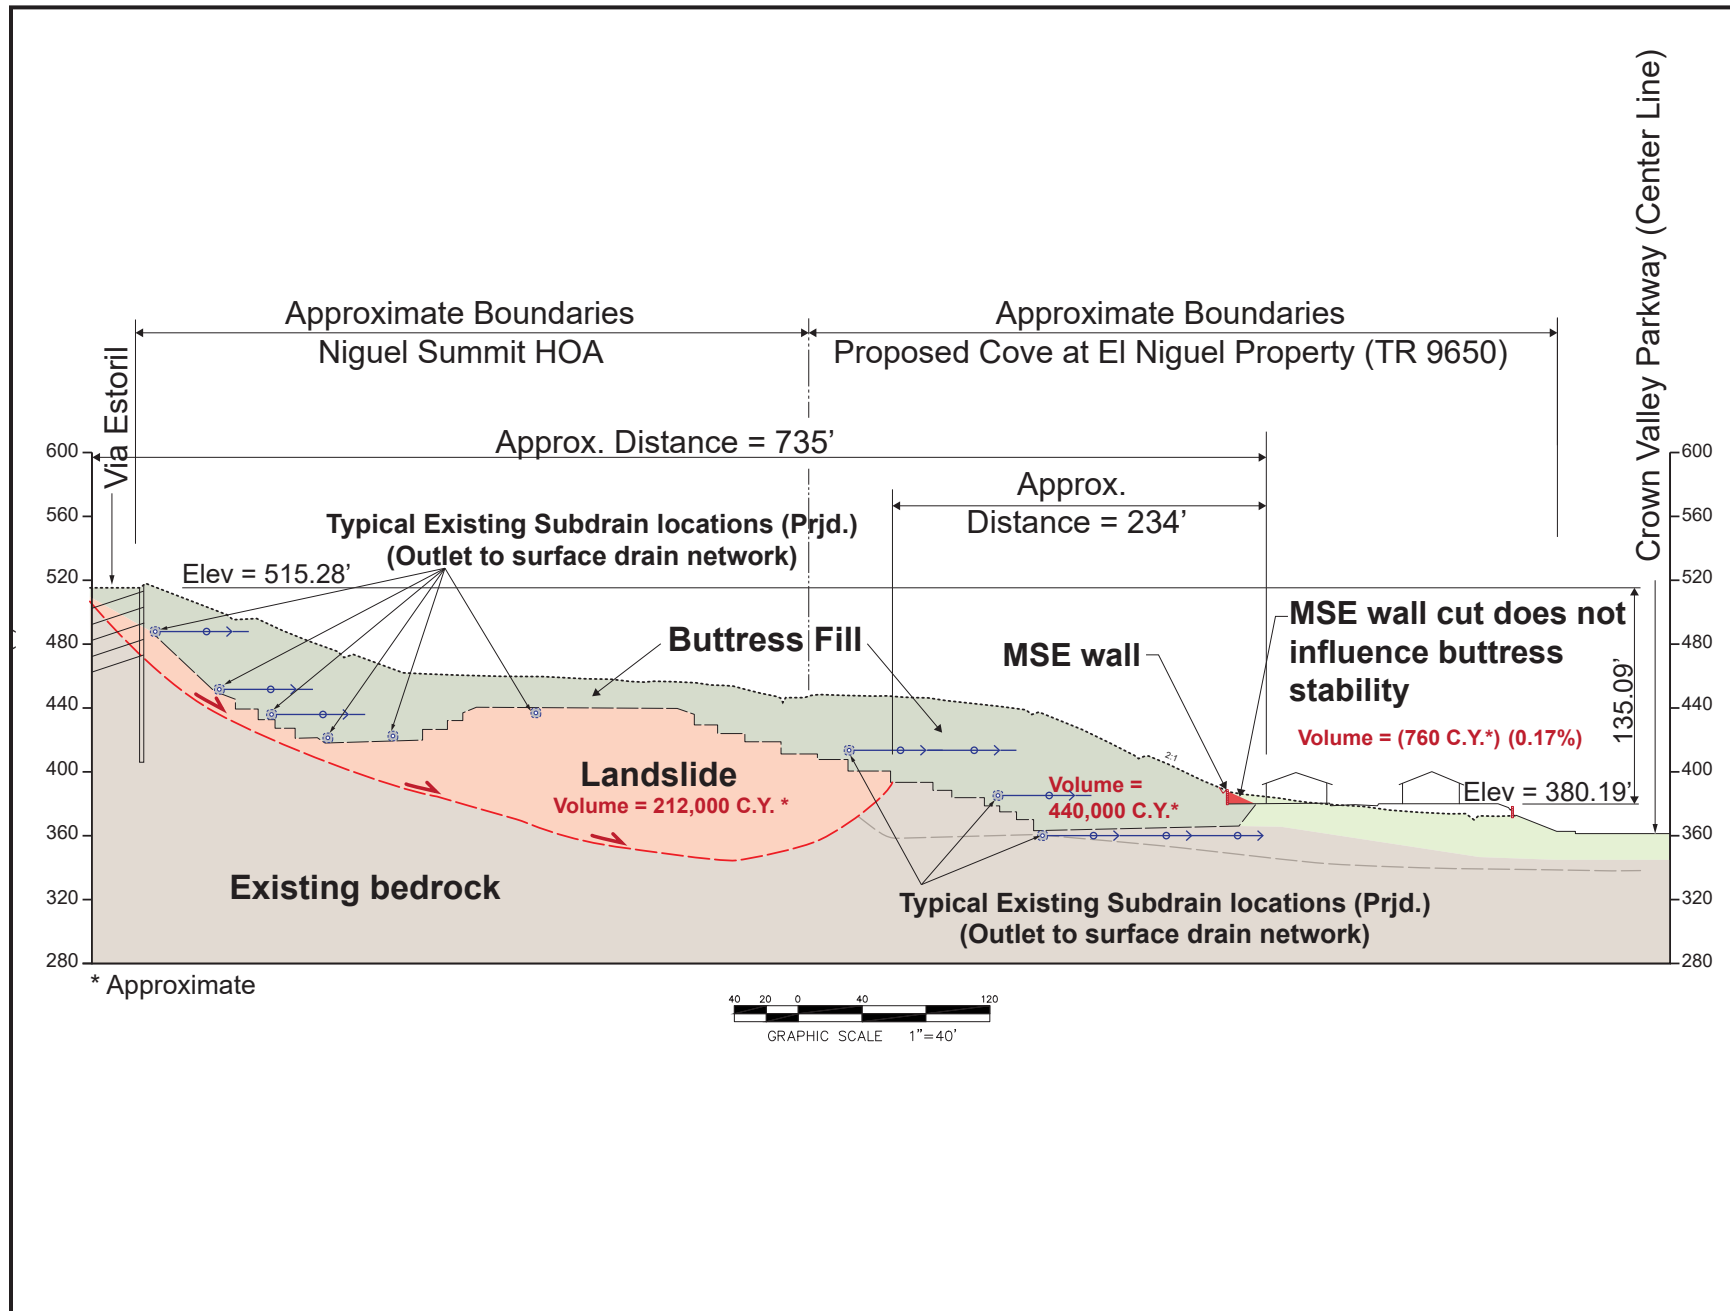 Crown Valley Parkway (Center Line)
Approximate Boundaries
Niguel Summit HOA
Approximate Boundaries
Proposed Cove at El Niguel Property (TR 9650)
Via Estoril
Approx. Distance = 735’
Approx.
Distance = 234’
600
560
520
480
440
400
360
320
280
600
560
520
480
440
400
360
320
280
Typical Existing Subdrain locations (Prjd.)
(Outlet to surface drain network)
Elev = 515.28’
Buttress Fill
MSE wall
MSE wall cut does not
influence buttress
stability
Volume = (760 C.Y.*) (0.17%)
135.09’
2:1
Landslide
Volume = 212,000 C.Y. *
Volume =
440,000 C.Y.*
Elev = 380.19’
Existing bedrock
Typical Existing Subdrain locations (Prjd.)
(Outlet to surface drain network)
* Approximate
40 20 0 40 120
GRAPHIC SCALE 1”=40’